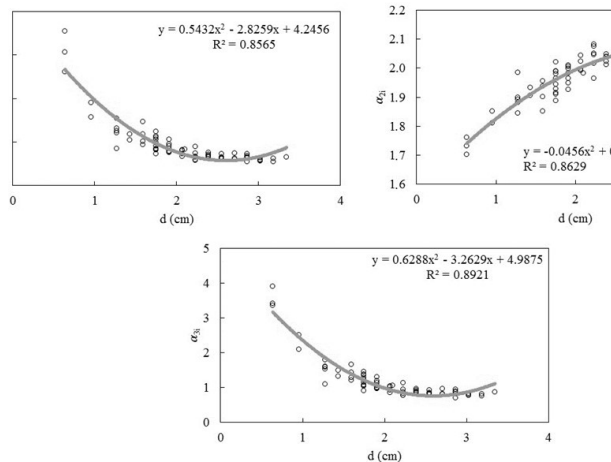 y = 0.5432x² - 2.8259x + 4.2456
R² = 0.8565
0 1 2 3 4
d (cm)
2.2
2.1
2.0
1.9
1.8
1.7
1.6
α2i
y = -0.0456x² + 0
R² = 0.8629
0 1 2
d (cm)
5
4
3
2
1
0
α3i
y = 0.6288x² - 3.2629x + 4.9875
R² = 0.8921
0 1 2 3 4
d (cm)